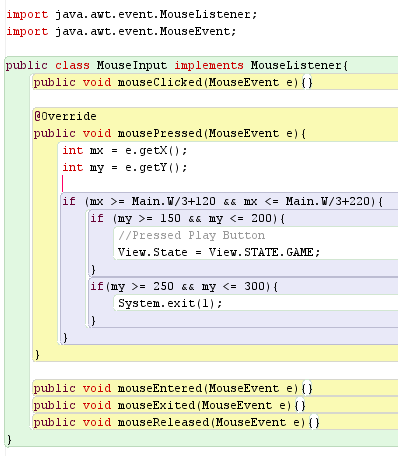 import java.awt.event.MouseListener;
import java.awt.event.MouseEvent;

public class MouseInput implements MouseListener{
    public void mouseClicked(MouseEvent e){}

    @Override
    public void mousePressed(MouseEvent e){
        int mx = e.getX();
        int my = e.getY();

        if (mx >= Main.W/3+120 && mx <= Main.W/3+220){
            if (my >= 150 && my <= 200){
                //Pressed Play Button
                View.State = View.STATE.GAME;
            }
            if(my >= 250 && my <= 300){
                System.exit(1);
            }
        }
    }

    public void mouseEntered(MouseEvent e){}
    public void mouseExited(MouseEvent e){}
    public void mouseReleased(MouseEvent e){}
}